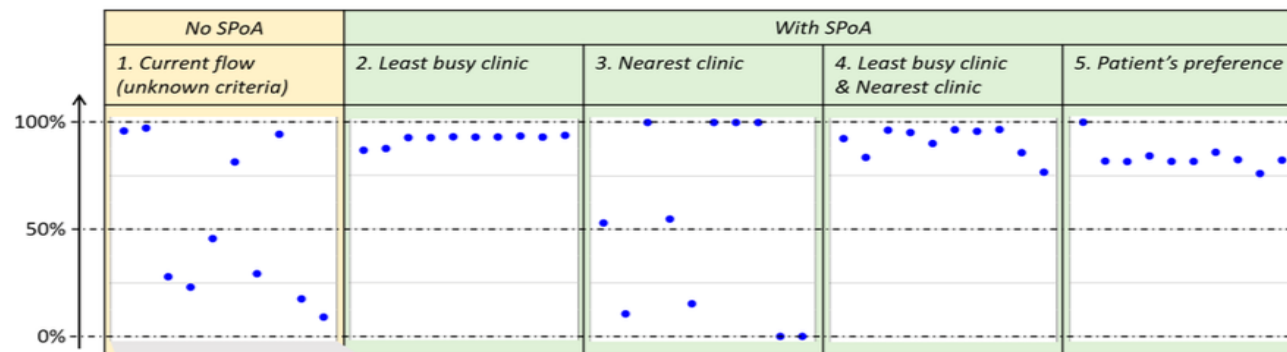 No SPoA
With SPoA
1. Current flow
(unknown criteria)
2. Least busy clinic
3. Nearest clinic
4. Least busy clinic
& Nearest clinic
5. Patient's preference
100%
50%
0%